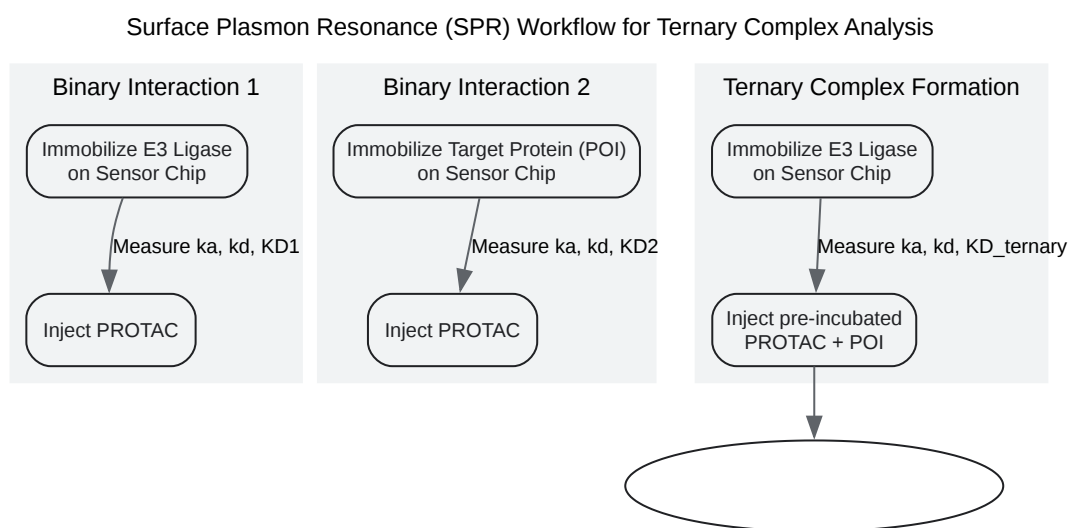 Surface Plasmon Resonance (SPR) Workflow for Ternary Complex Analysis
Binary Interaction 1
Immobilize E3 Ligase
on Sensor Chip
Measure ka, kd, KD1
Inject PROTAC
Binary Interaction 2
Immobilize Target Protein (POI)
on Sensor Chip
Measure ka, kd, KD2
Inject PROTAC
Ternary Complex Formation
Immobilize E3 Ligase
on Sensor Chip
Measure ka, kd, KD_ternary
Inject pre-incubated
PROTAC + POI